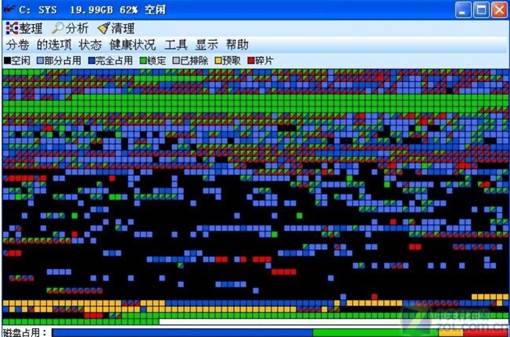 C: SYS 19.99GB 62% 空闲
整理 分析 清理
分卷 的选项 状态 健康状况 工具 显示 帮助
空闲 部分占用 完全占用 锁定 已排除 预取 碎片
磁盘占用: